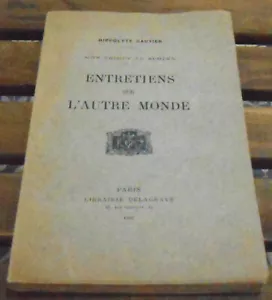 HIPPOLYTE GAUTIER
ENTRETIENS
SUR
L'AUTRE MONDE
PARIS
LIBRAIRIE DELAGRAVE